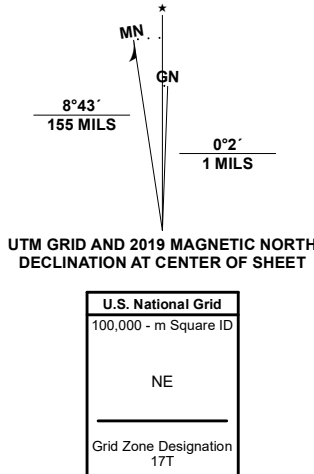 ★
MN
GN
8°43´
155 MILS
0°2´
1 MILS
UTM GRID AND 2019 MAGNETIC NORTH
DECLINATION AT CENTER OF SHEET
U.S. National Grid
100,000 - m Square ID
NE
Grid Zone Designation
17T